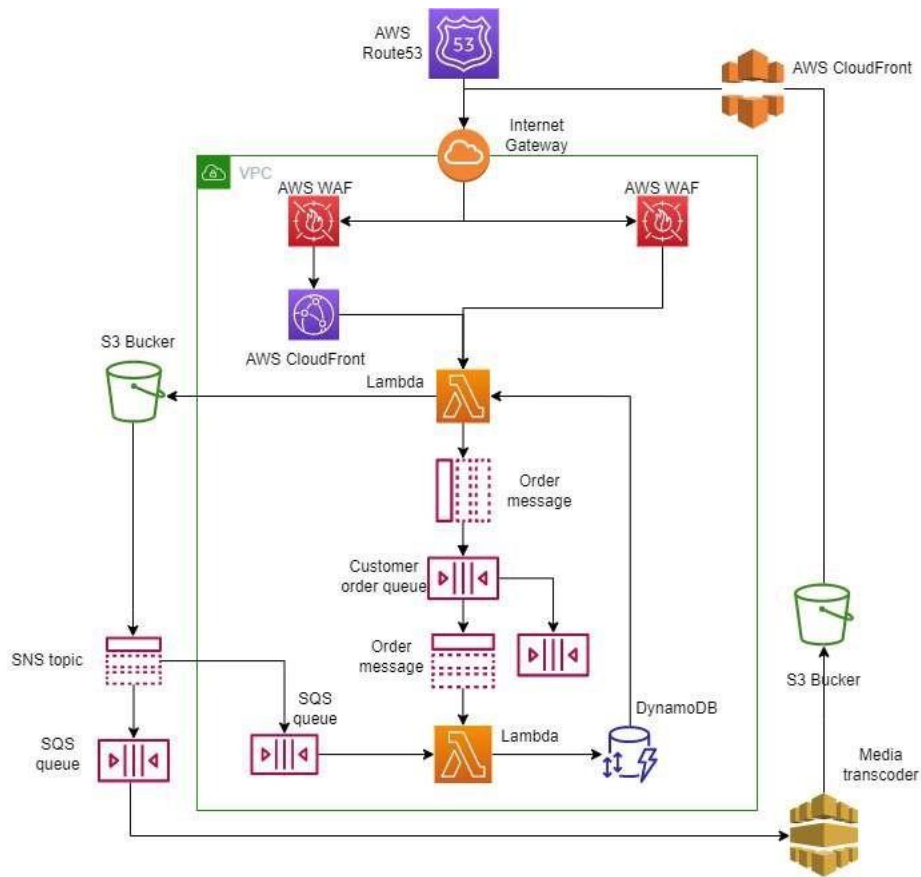 AWS
Route53
53
AWS CloudFront
Internet
Gateway
VPC
AWS WAF
AWS WAF
S3 Bucker
AWS CloudFront
Lambda
Order
message
Customer
order queue
Order
message
SNS topic
SQS
queue
DynamoDB
S3 Bucker
SQS
queue
Lambda
Media
transcoder